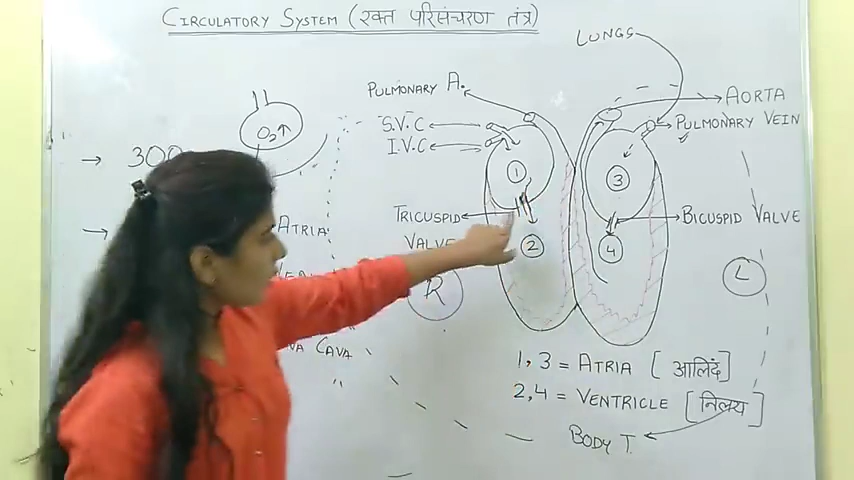 CIRCULATORY SYSTEM (रक्त परिसंचरण तंत्र)
LUNGS
PULMONARY A.
AORTA
S.V.C
PULMONARY VEIN
O₂↑
I.V.C
→ 300
1
3
→
TRICUSPID
VALVE
BICUSPID VALVE
ATRIA
2
4
R
L
CAVA
1, 3 = ATRIA [आलिंद]
2, 4 = VENTRICLE [निलय]
BODY T.